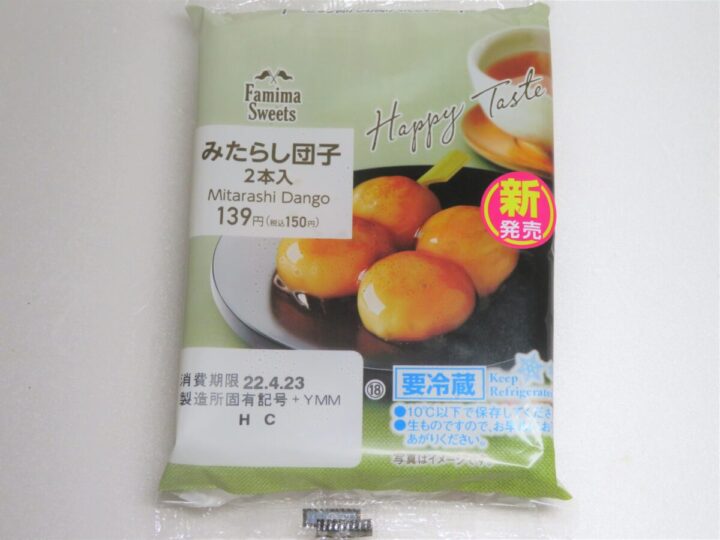 Famima
Sweets
Happy Taste
みたらし団子
2本入
Mitarashi Dango
139円(税込150円)
新
発売
消費期限 22.4.23
製造所固有記号+YMM
H C
⑱
要冷蔵
Keep
●10℃以下で保存してくださ
●生ものですので、お早
あがりください。
写真はイメージです。